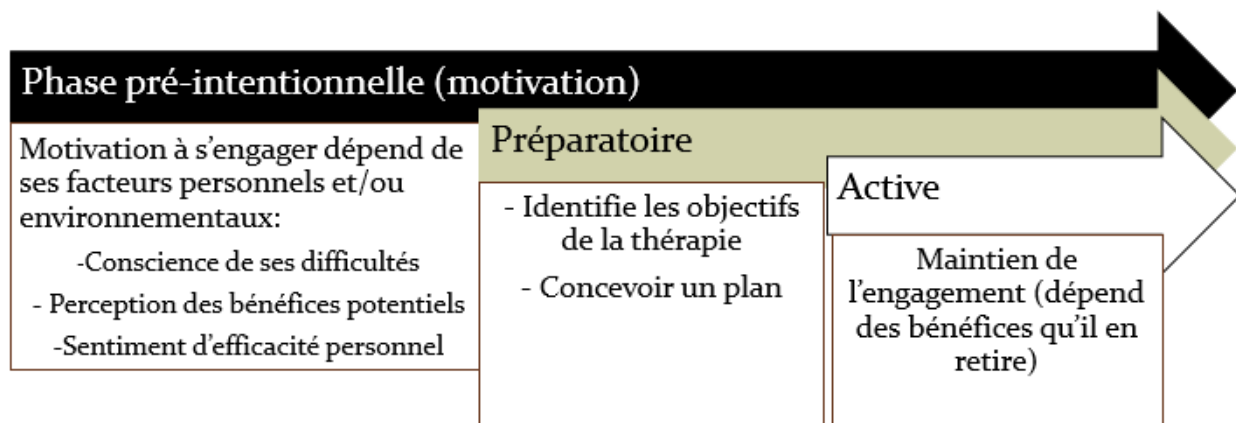 Phase pré-intentionnelle (motivation)
Motivation à s'engager dépend de
ses facteurs personnels et/ou
environnementaux:
-Conscience de ses difficultés
- Perception des bénéfices potentiels
-Sentiment d'efficacité personnel
Préparatoire
- Identifie les objectifs
de la thérapie
- Concevoir un plan
Active
Maintien de
l'engagement (dépend
des bénéfices qu'il en
retire)